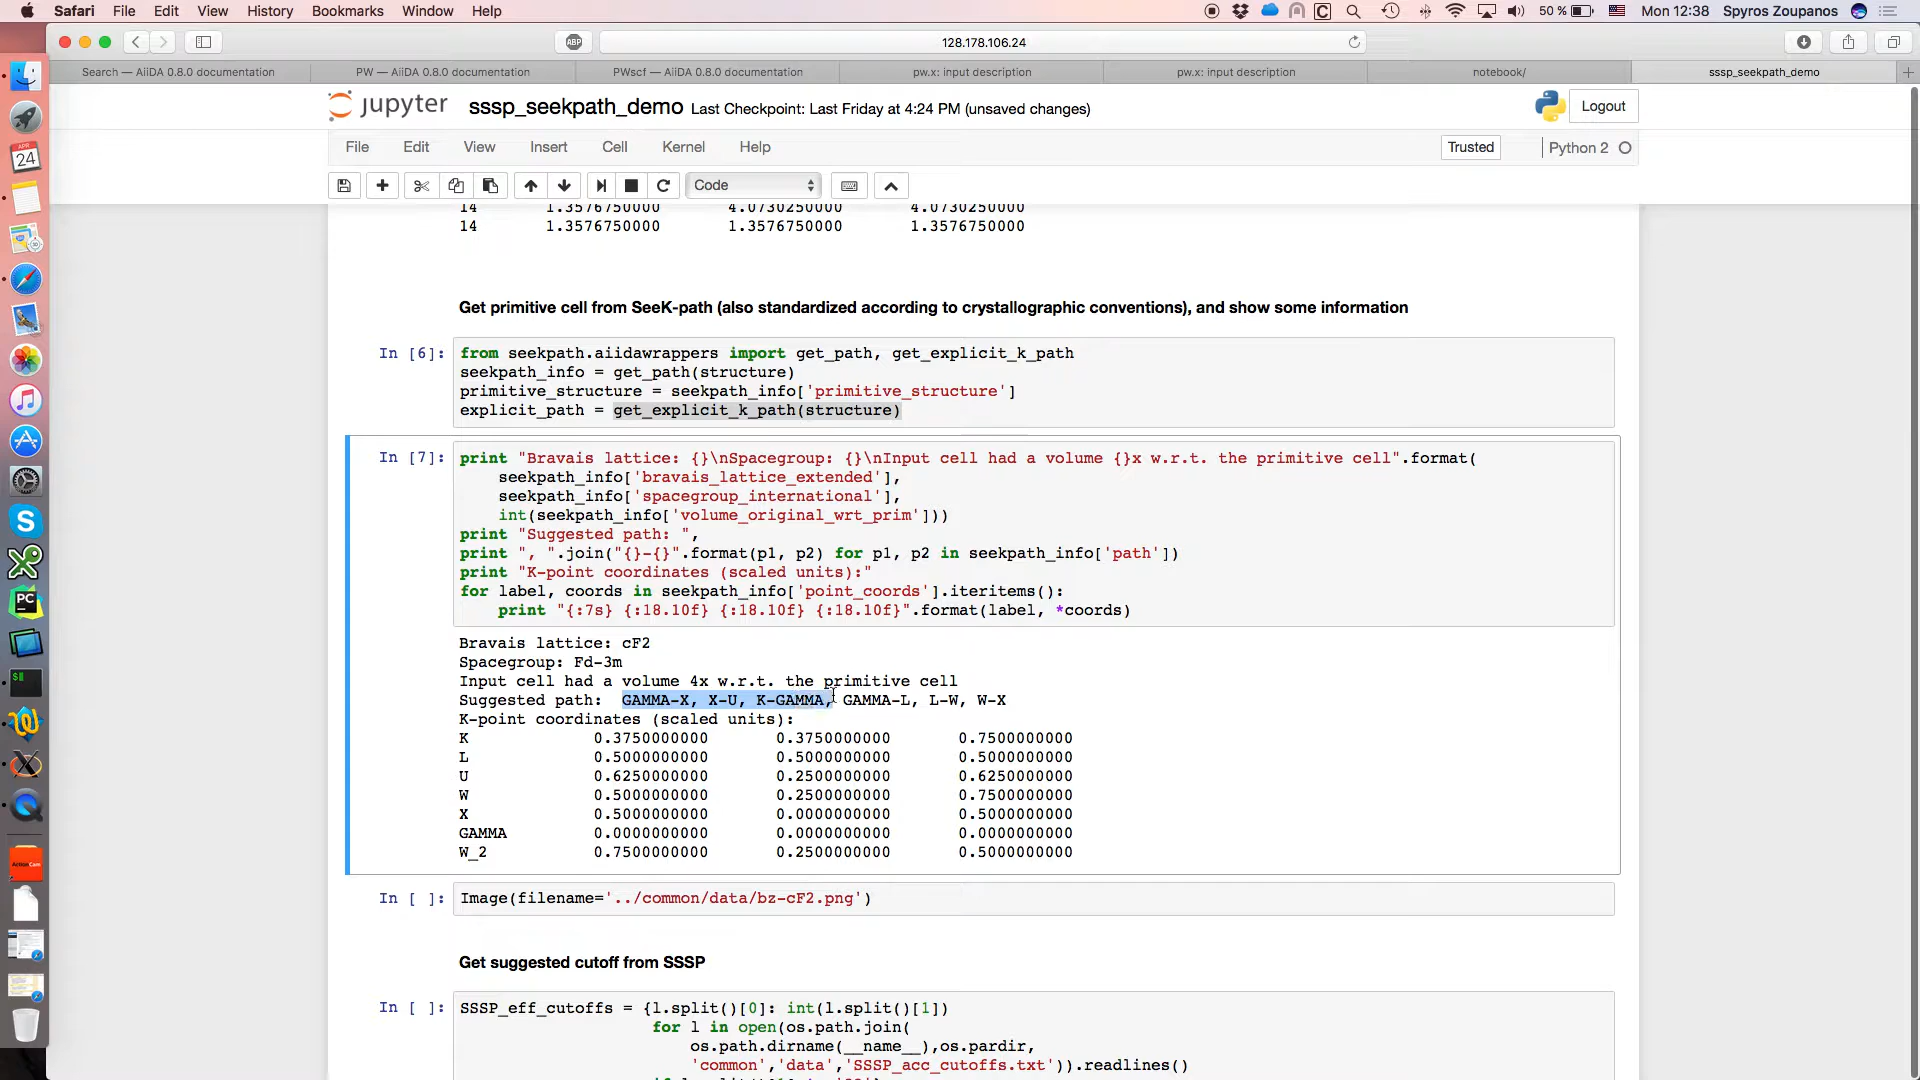 Safari File Edit View History Bookmarks Window Help 50 % Mon 12:38 Spyros Zoupanos
ABP 128.178.106.24
Search — AiiDA 0.8.0 documentation PW — AiiDA 0.8.0 documentation PWscf — AiiDA 0.8.0 documentation pw.x: input description pw.x: input description notebook/ sssp_seekpath_demo
jupyter sssp_seekpath_demo Last Checkpoint: Last Friday at 4:24 PM (unsaved changes) Logout
File Edit View Insert Cell Kernel Help Trusted Python 2
Code
14 1.3576750000 4.0730250000 4.0730250000
14 1.3576750000 1.3576750000 1.3576750000
Get primitive cell from SeeK-path (also standardized according to crystallographic conventions), and show some information
In [6]: from seekpath.aiidawrappers import get_path, get_explicit_k_path
seekpath_info = get_path(structure)
primitive_structure = seekpath_info['primitive_structure']
explicit_path = get_explicit_k_path(structure)
In [7]: print "Bravais lattice: {}\nSpacegroup: {}\nInput cell had a volume {}x w.r.t. the primitive cell".format(
seekpath_info['bravais_lattice_extended'],
seekpath_info['spacegroup_international'],
int(seekpath_info['volume_original_wrt_prim']))
print "Suggested path: ",
print ", ".join("{}-{}".format(p1, p2) for p1, p2 in seekpath_info['path'])
print "K-point coordinates (scaled units):"
for label, coords in seekpath_info['point_coords'].iteritems():
print "{:7s} {:18.10f} {:18.10f} {:18.10f}".format(label, *coords)
Bravais lattice: cF2
Spacegroup: Fd-3m
Input cell had a volume 4x w.r.t. the primitive cell
Suggested path: GAMMA-X, X-U, K-GAMMA, GAMMA-L, L-W, W-X
K-point coordinates (scaled units):
K 0.3750000000 0.3750000000 0.7500000000
L 0.5000000000 0.5000000000 0.5000000000
U 0.6250000000 0.2500000000 0.6250000000
W 0.5000000000 0.2500000000 0.7500000000
X 0.5000000000 0.0000000000 0.5000000000
GAMMA 0.0000000000 0.0000000000 0.0000000000
W_2 0.7500000000 0.2500000000 0.5000000000
In [ ]: Image(filename='../common/data/bz-cF2.png')
Get suggested cutoff from SSSP
In [ ]: SSSP_eff_cutoffs = {l.split()[0]: int(l.split()[1])
for l in open(os.path.join(
os.path.dirname(__name__),os.pardir,
'common','data','SSSP_acc_cutoffs.txt')).readlines()
APR
24
PC
ActionCam